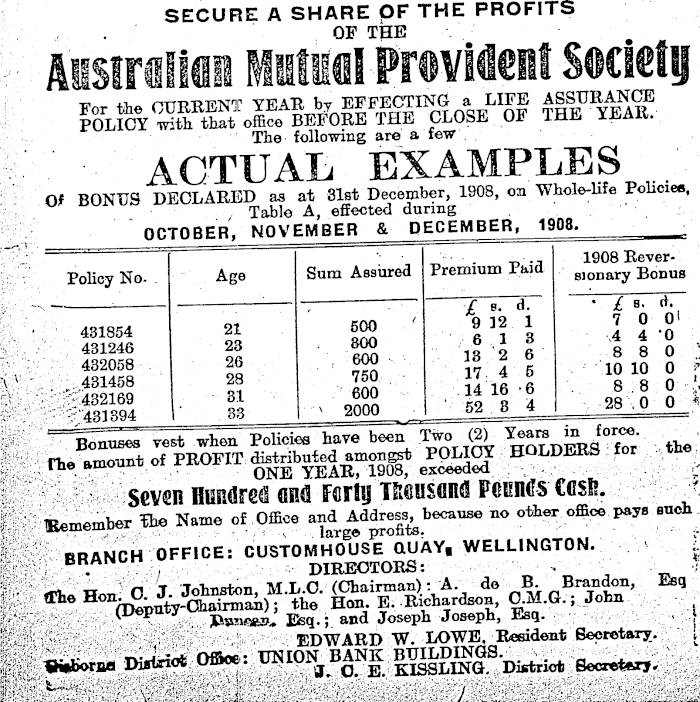 SECURE A SHARE OF THE PROFITS
OF THE
Australian Mutual Provident Society
For the CURRENT YEAR by EFFECTING a LIFE ASSURANCE
POLICY with that office BEFORE THE CLOSE OF THE YEAR.
The following are a few
ACTUAL EXAMPLES
Of BONUS DECLARED as at 31st December, 1908, on Whole-life Policies,
Table A, effected during
OCTOBER, NOVEMBER & DECEMBER, 1908.
Policy No. Age Sum Assured Premium Paid 1908 Rever-
sionary Bonus
£ s. d. £ s. d.
431854 21 500 9 12 1 7 0 0
431246 23 300 6 1 3 4 4 0
432058 26 600 13 2 6 8 8 0
431458 28 750 17 4 5 10 10 0
432169 31 600 14 16 6 8 8 0
431394 33 2000 52 3 4 28 0 0
Bonuses vest when Policies have been Two (2) Years in force.
The amount of PROFIT distributed amongst POLICY HOLDERS for the
ONE YEAR, 1908, exceeded
Seven Hundred and Forty Thousand Pounds Cash.
Remember the Name of Office and Address, because no other office pays such
large profits.
BRANCH OFFICE: CUSTOMHOUSE QUAY, WELLINGTON.
DIRECTORS:
The Hon. C. J. Johnston, M.L.C. (Chairman): A. de B. Brandon, Esq
(Deputy-Chairman); the Hon. E. Richardson, C.M.G.; John
Duncan, Esq.; and Joseph Joseph, Esq.
EDWARD W. LOWE, Resident Secretary.
Gisborne District Office: UNION BANK BUILDINGS.
J. C. E. KISSLING, District Secretary.